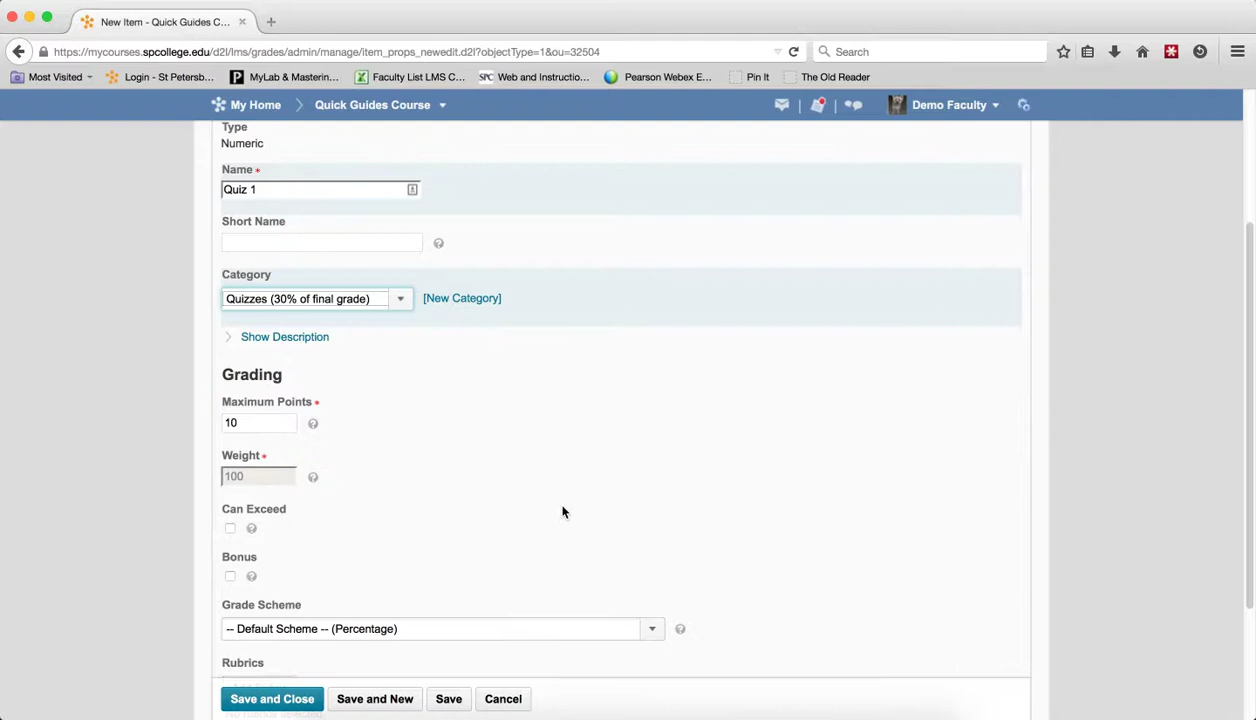 New Item - Quick Guides C...
https://mycourses.spcollege.edu/d2l/lms/grades/admin/manage/item_props_newedit.d2l?objectType=1&ou=32504
Search
Most Visited
Login - St Petersb...
MyLab & Mastering...
Faculty List LMS C...
SPC Web and Instructio...
Pearson Webex E...
Pin It
The Old Reader
My Home
Quick Guides Course
Demo Faculty
Type
Numeric
Name *
Quiz 1
Short Name
Category
Quizzes (30% of final grade)
[New Category]
Show Description
Grading
Maximum Points *
10
Weight *
100
Can Exceed
Bonus
Grade Scheme
-- Default Scheme -- (Percentage)
Rubrics
Save and Close
Save and New
Save
Cancel